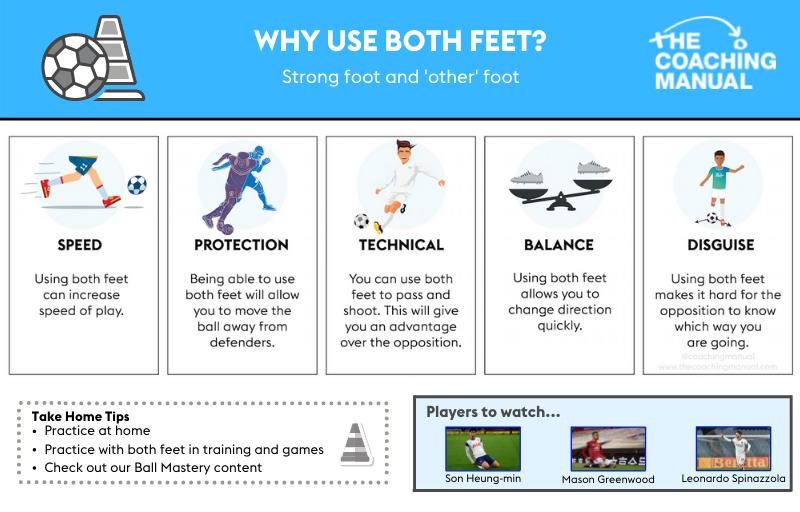 WHY USE BOTH FEET?
Strong foot and 'other' foot
THE
COACHING
MANUAL
SPEED
Using both feet
can increase
speed of play.
PROTECTION
Being able to use
both feet will allow
you to move the
ball away from
defenders.
TECHNICAL
You can use both
feet to pass and
shoot. This will give
you an advantage
over the opposition.
BALANCE
Using both feet
allows you to
change direction
quickly.
DISGUISE
Using both feet
makes it hard for the
opposition to know
which way you
are going.
@coachingmanual
www.thecoachingmanual.com
Take Home Tips
• Practice at home
• Practice with both feet in training and games
• Check out our Ball Mastery content
Players to watch...
Beretta
Son Heung-min
Mason Greenwood
Leonardo Spinazzola